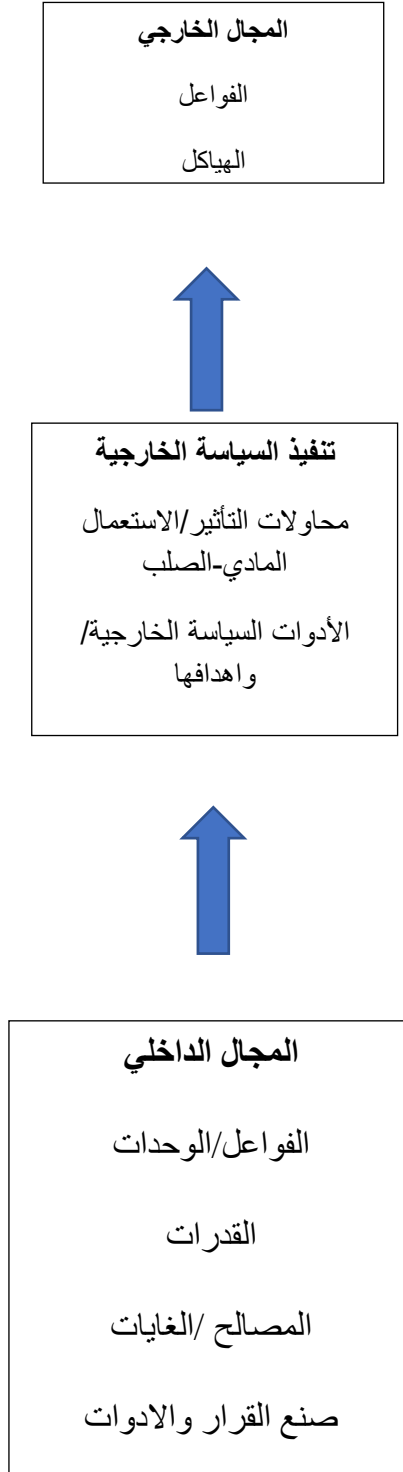 المجال الخارجي
الفواعل
الهياكل
تنفيذ السياسة الخارجية
محاولات التأثير/الاستعمال
المادي-الصلب
الأدوات السياسة الخارجية/
واهدافها
المجال الداخلي
الفواعل/الوحدات
القدرات
المصالح /الغايات
صنع القرار والادوات